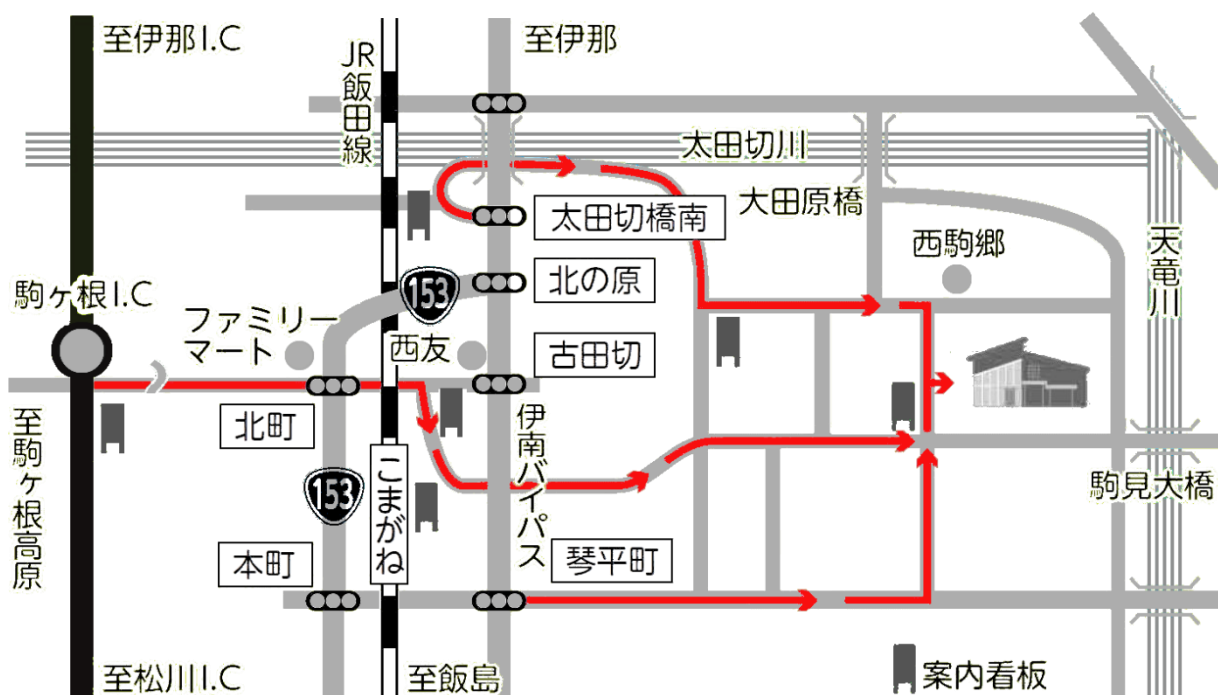 至伊那I.C
JR飯田線
至伊那
太田切川
大田原橋
太田切橋南
西駒郷
天竜川
北の原
153
駒ヶ根I.C
ファミリー
マート
西友
古田切
北町
至駒ヶ根高原
伊南バイパス
こまがね
153
駒見大橋
本町
琴平町
至松川I.C
至飯島
案内看板